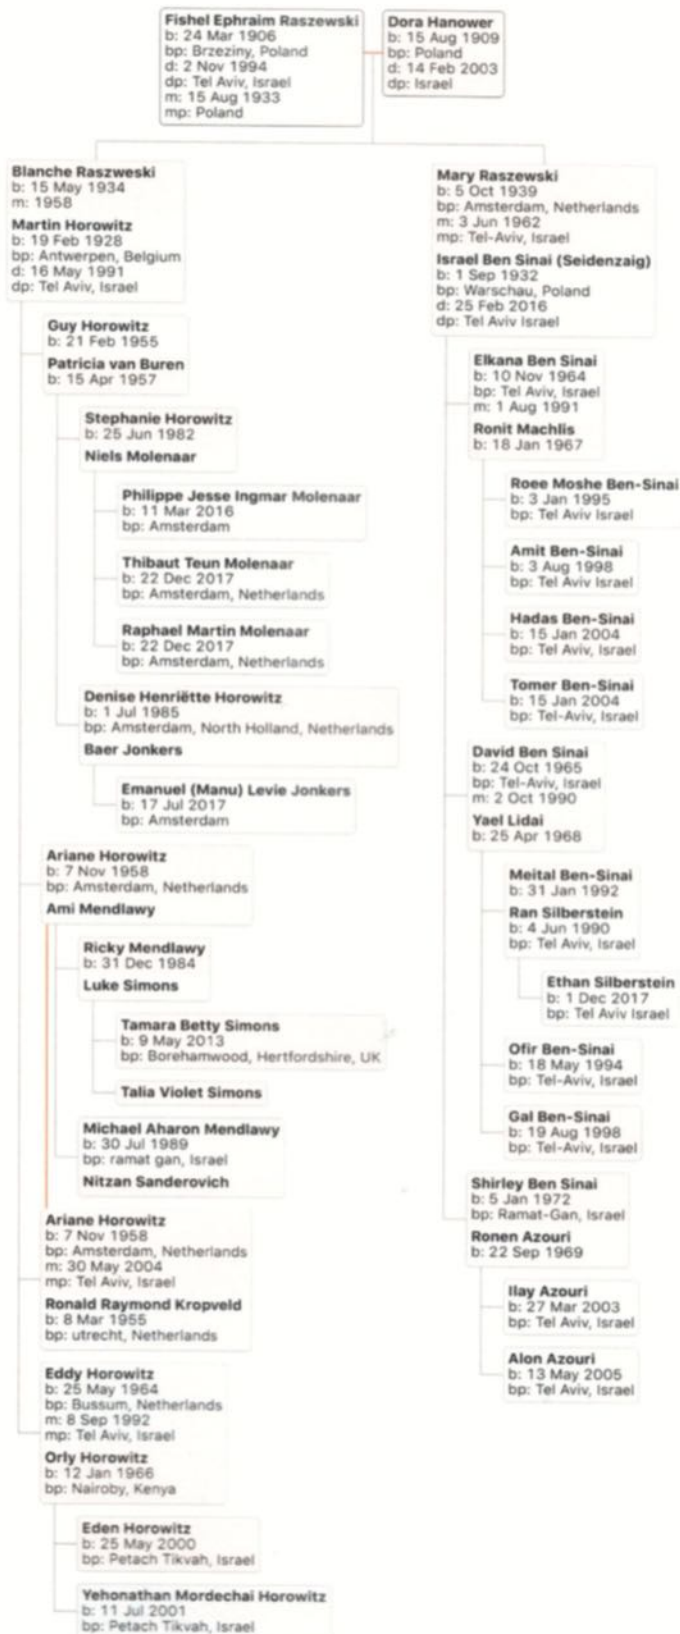 Fishel Ephraim Raszewski
b: 24 Mar 1906
bp: Brzeziny, Poland
d: 2 Nov 1994
dp: Tel Aviv, Israel
m: 15 Aug 1933
mp: Poland
Dora Hanower
b: 15 Aug 1909
bp: Poland
d: 14 Feb 2003
dp: Israel
Blanche Raszweski
b: 15 May 1934
m: 1958
Martin Horowitz
b: 19 Feb 1928
bp: Antwerpen, Belgium
d: 16 May 1991
dp: Tel Aviv, Israel
Guy Horowitz
b: 21 Feb 1955
Patricia van Buren
b: 15 Apr 1957
Stephanie Horowitz
b: 25 Jun 1982
Niels Molenaar
Philippe Jesse Ingmar Molenaar
b: 11 Mar 2016
bp: Amsterdam
Thibaut Teun Molenaar
b: 22 Dec 2017
bp: Amsterdam, Netherlands
Raphael Martin Molenaar
b: 22 Dec 2017
bp: Amsterdam, Netherlands
Denise Henriëtte Horowitz
b: 1 Jul 1985
bp: Amsterdam, North Holland, Netherlands
Baer Jonkers
Emanuel (Manu) Levie Jonkers
b: 17 Jul 2017
bp: Amsterdam
Ariane Horowitz
b: 7 Nov 1958
bp: Amsterdam, Netherlands
Ami Mendlawy
Ricky Mendlawy
b: 31 Dec 1984
Luke Simons
Tamara Betty Simons
b: 9 May 2013
bp: Borehamwood, Hertfordshire, UK
Talia Violet Simons
Michael Aharon Mendlawy
b: 30 Jul 1989
bp: ramat gan, Israel
Nitzan Sanderovich
Ariane Horowitz
b: 7 Nov 1958
bp: Amsterdam, Netherlands
m: 30 May 2004
mp: Tel Aviv, Israel
Ronald Raymond Kropveld
b: 8 Mar 1955
bp: utrecht, Netherlands
Eddy Horowitz
b: 25 May 1964
bp: Bussum, Netherlands
m: 8 Sep 1992
mp: Tel Aviv, Israel
Orly Horowitz
b: 12 Jan 1966
bp: Nairoby, Kenya
Eden Horowitz
b: 25 May 2000
bp: Petach Tikvah, Israel
Yehonathan Mordechai Horowitz
b: 11 Jul 2001
bp: Petach Tikvah, Israel
Mary Raszewski
b: 5 Oct 1939
bp: Amsterdam, Netherlands
m: 3 Jun 1962
mp: Tel-Aviv, Israel
Israel Ben Sinai (Seidenzaig)
b: 1 Sep 1932
bp: Warschau, Poland
d: 25 Feb 2016
dp: Tel Aviv Israel
Elkana Ben Sinai
b: 10 Nov 1964
bp: Tel Aviv, Israel
m: 1 Aug 1991
Ronit Machlis
b: 18 Jan 1967
Roee Moshe Ben-Sinai
b: 3 Jan 1995
bp: Tel Aviv Israel
Amit Ben-Sinai
b: 3 Aug 1998
bp: Tel Aviv Israel
Hadas Ben-Sinai
b: 15 Jan 2004
bp: Tel Aviv, Israel
Tomer Ben-Sinai
b: 15 Jan 2004
bp: Tel-Aviv, Israel
David Ben Sinai
b: 24 Oct 1965
bp: Tel-Aviv, Israel
m: 2 Oct 1990
Yael Lidai
b: 25 Apr 1968
Meital Ben-Sinai
b: 31 Jan 1992
Ran Silberstein
b: 4 Jun 1990
bp: Tel Aviv, Israel
Ethan Silberstein
b: 1 Dec 2017
bp: Tel Aviv Israel
Ofir Ben-Sinai
b: 18 May 1994
bp: Tel-Aviv, Israel
Gal Ben-Sinai
b: 19 Aug 1998
bp: Tel-Aviv, Israel
Shirley Ben Sinai
b: 5 Jan 1972
bp: Ramat-Gan, Israel
Ronen Azouri
b: 22 Sep 1969
Ilay Azouri
b: 27 Mar 2003
bp: Tel Aviv, Israel
Alon Azouri
b: 13 May 2005
bp: Tel Aviv, Israel